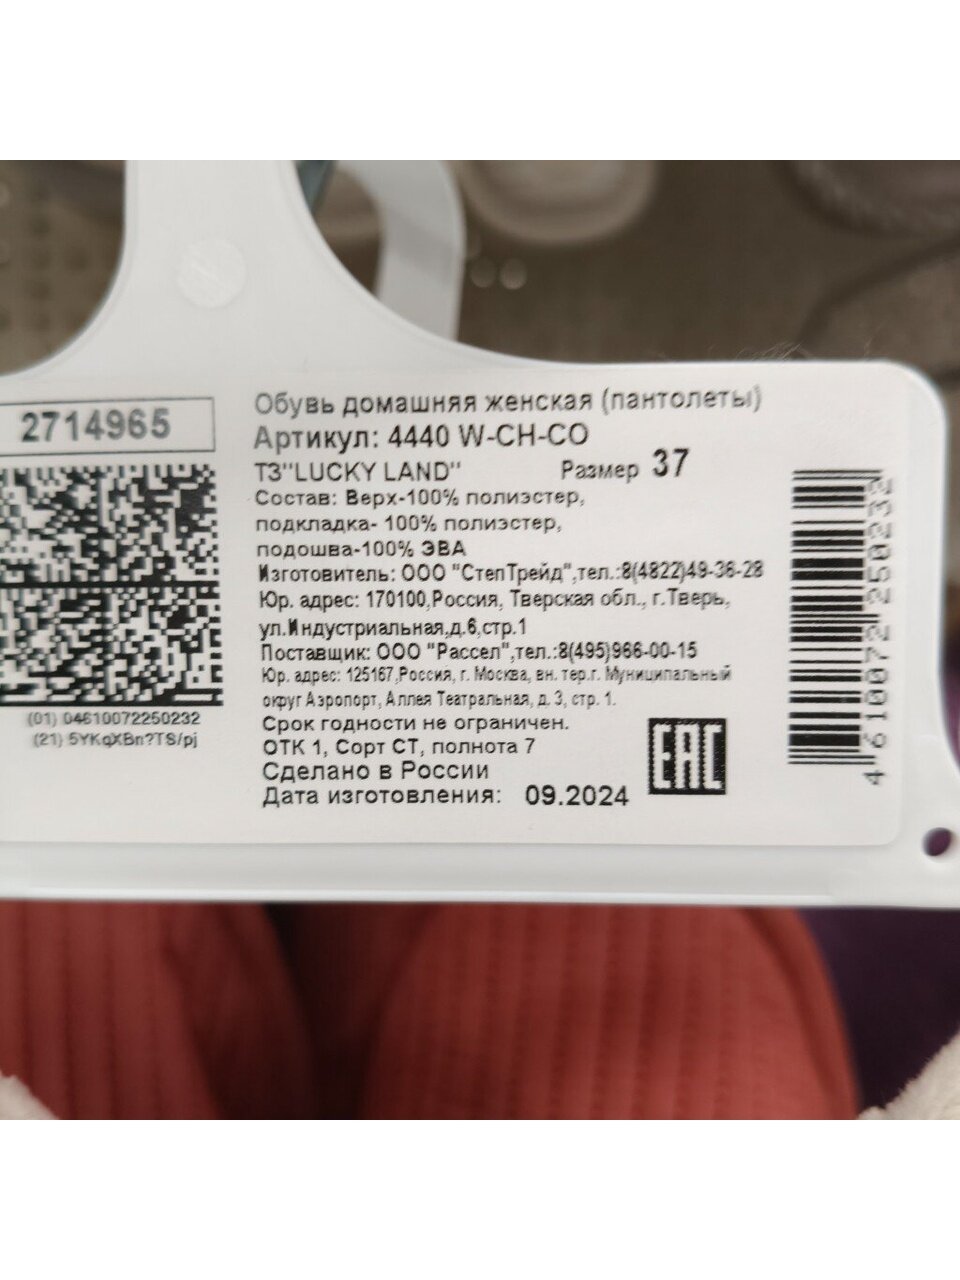 2714965
(01) 04610072250232
(21) 5YKqXBn?TS/pj
Обувь домашняя женская (пантолеты)
Артикул: 4440 W-CH-CO
ТЗ"LUCKY LAND" Размер 37
Состав: Верх-100% полиэстер,
подкладка- 100% полиэстер,
подошва-100% ЭВА
Изготовитель: ООО "СтепТрейд",тел.:8(4822)49-36-28
Юр. адрес: 170100,Россия, Тверская обл., г.Тверь,
ул.Индустриальная,д.6,стр.1
Поставщик: ООО "Рассел",тел.:8(495)966-00-15
Юр. адрес: 125167,Россия, г. Москва, вн. тер.г. Муниципальный
округ Аэропорт, Аллея Театральная, д. 3, стр. 1.
Срок годности не ограничен.
ОТК 1, Сорт СТ, полнота 7
Сделано в России
Дата изготовления: 09.2024
EAC
4610072250232